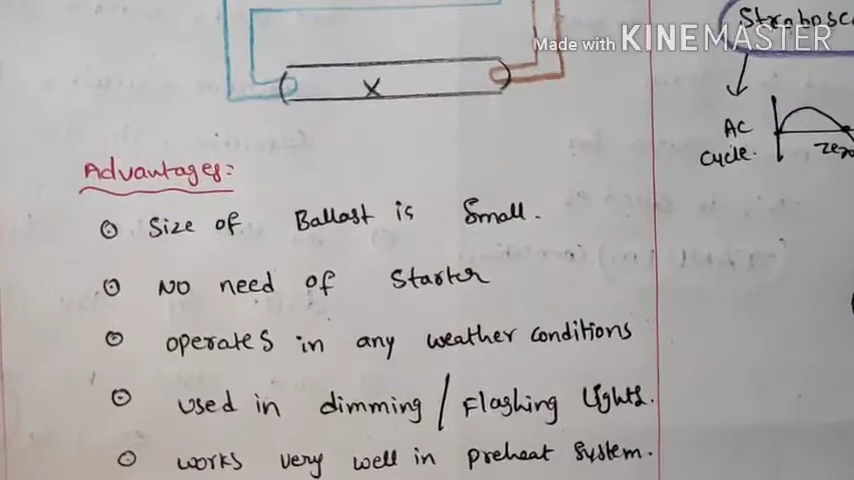 Made with KINEMASTER
X
AC
Cycle.
Advantages:
Size of Ballast is Small.
No need of Starter
operates in any weather conditions
used in dimming / Flashing Lights.
works very well in preheat System.